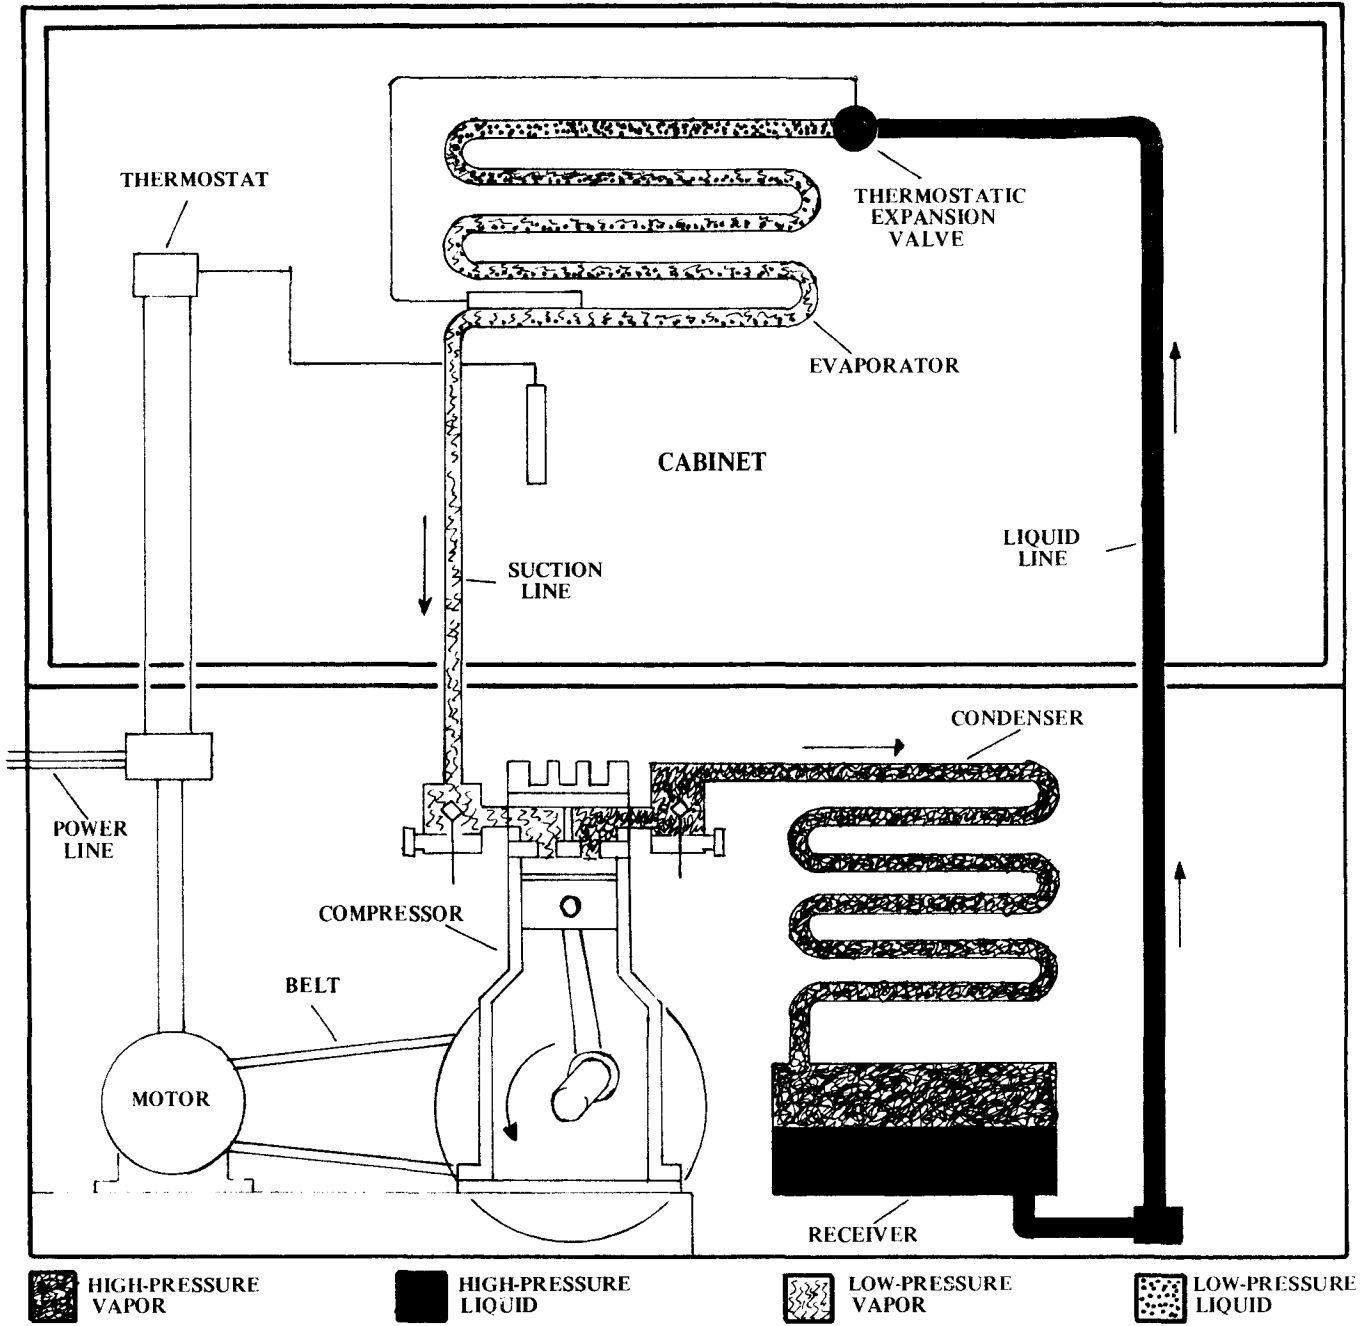 THERMOSTAT
THERMOSTATIC
EXPANSION
VALVE
EVAPORATOR
CABINET
LIQUID
LINE
SUCTION
LINE
CONDENSER
POWER
LINE
COMPRESSOR
BELT
MOTOR
RECEIVER
HIGH-PRESSURE
VAPOR
HIGH-PRESSURE
LIQUID
LOW-PRESSURE
VAPOR
LOW-PRESSURE
LIQUID